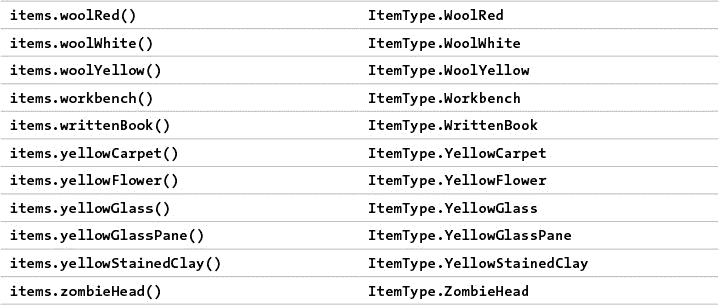 items.woolRed() ItemType.WoolRed
items.woolWhite() ItemType.WoolWhite
items.woolYellow() ItemType.WoolYellow
items.workbench() ItemType.Workbench
items.writtenBook() ItemType.WrittenBook
items.yellowCarpet() ItemType.YellowCarpet
items.yellowFlower() ItemType.YellowFlower
items.yellowGlass() ItemType.YellowGlass
items.yellowGlassPane() ItemType.YellowGlassPane
items.yellowStainedClay() ItemType.YellowStainedClay
items.zombieHead() ItemType.ZombieHead